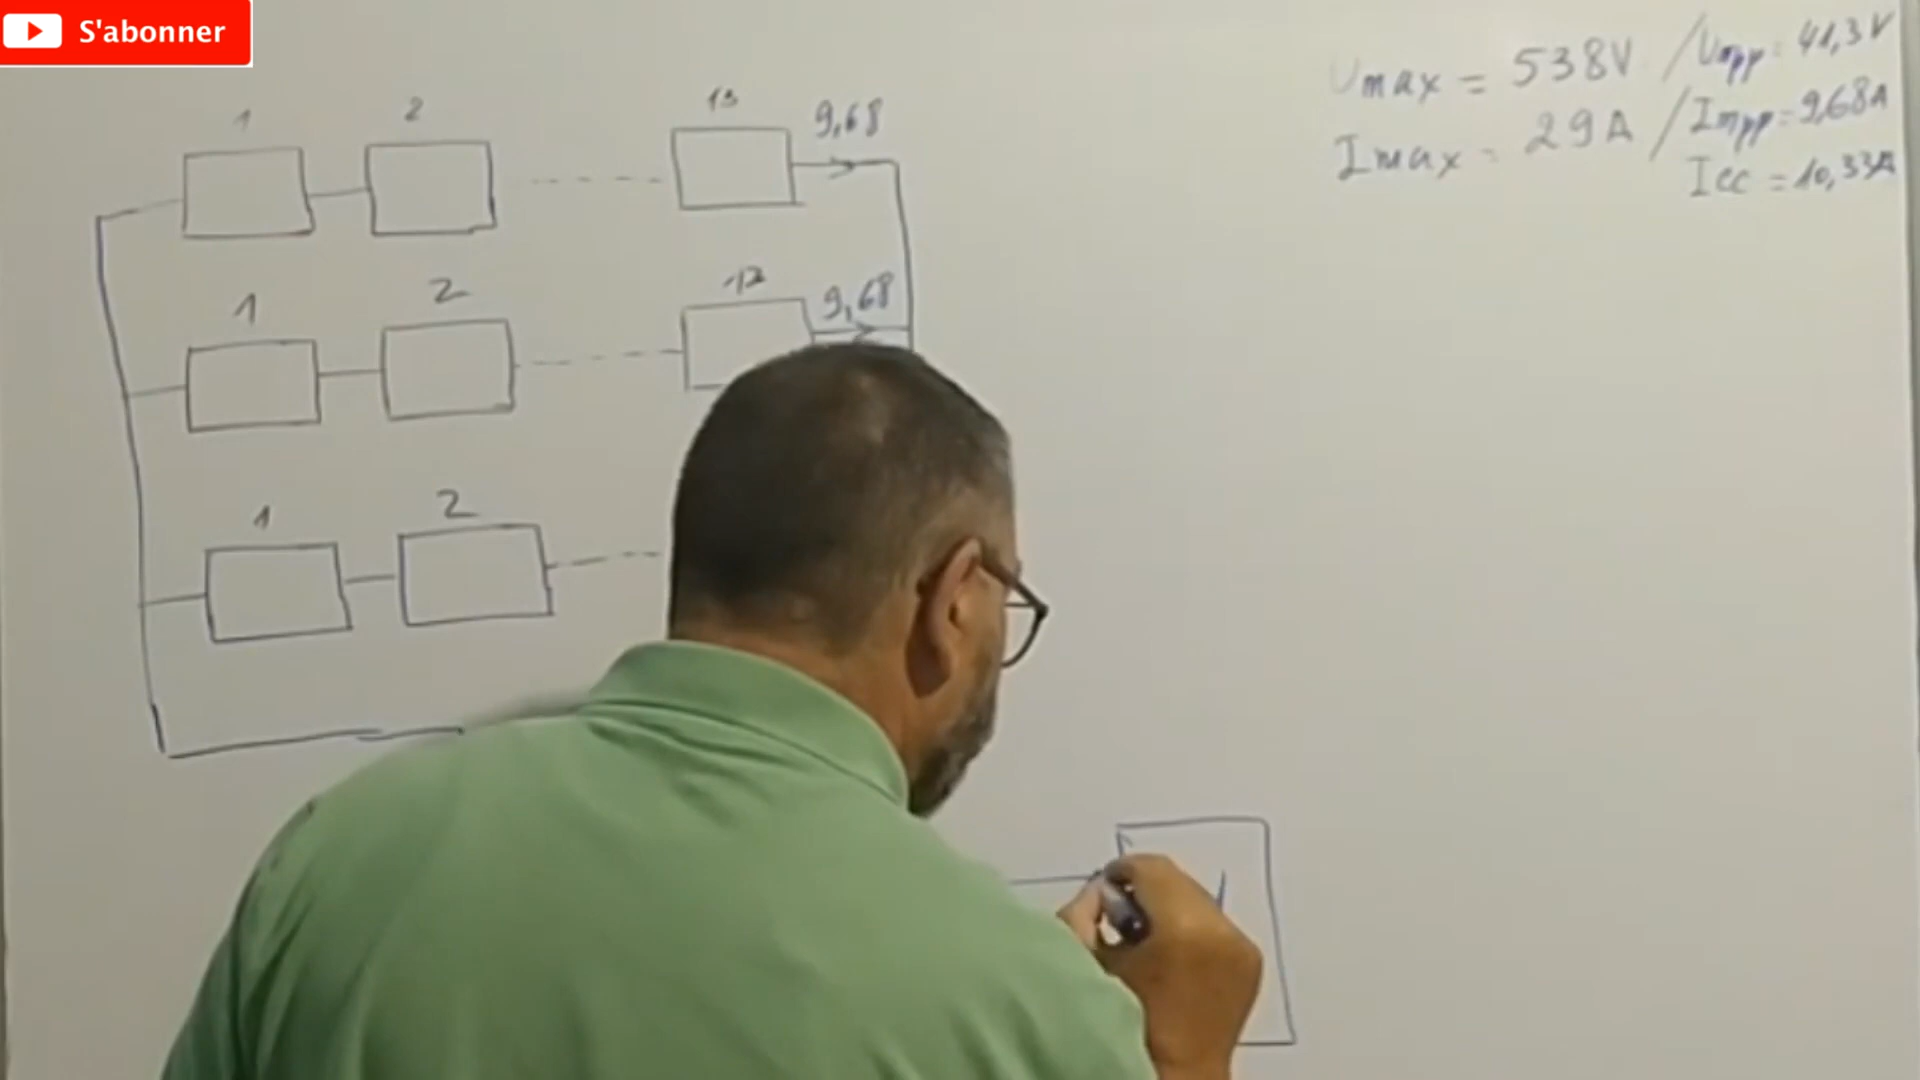 S'abonner
Umax = 538V / Umpp = 41,3V
Imax = 29A / Impp = 9,68A
Icc = 10,33A
1 2 13 9,68
1 2 9,68
1 2